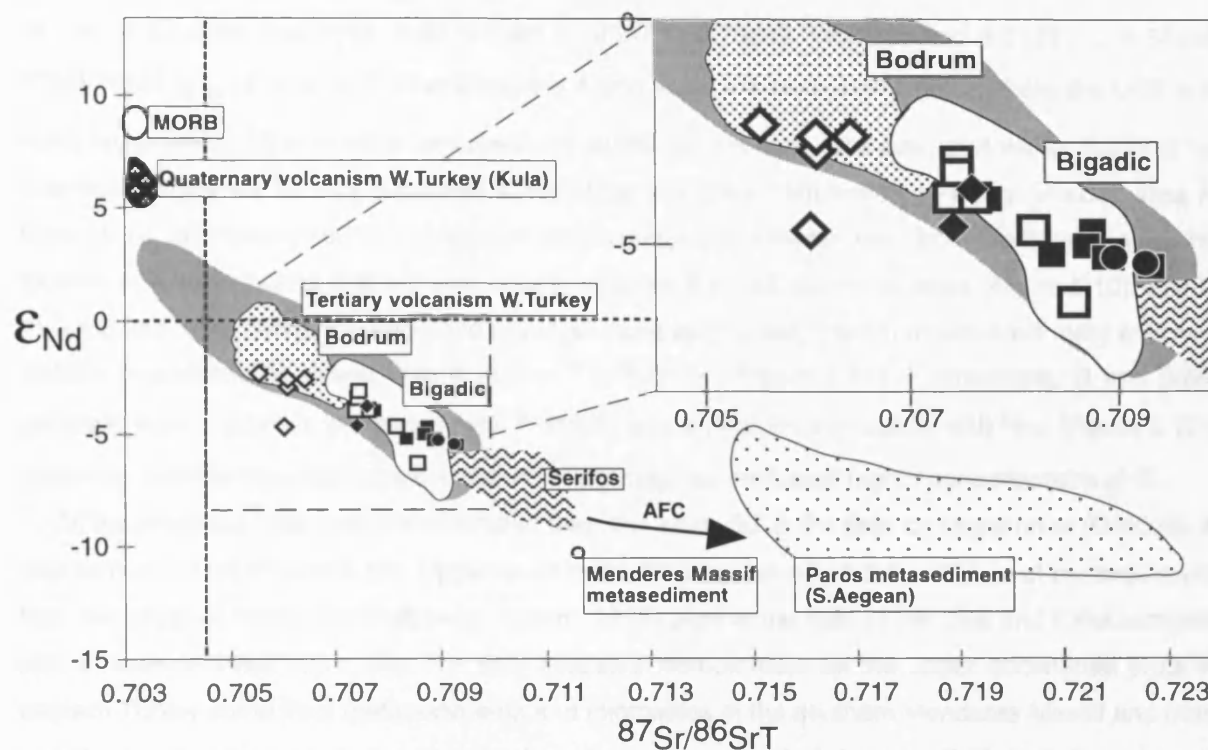 0
Bodrum
10
MORB
Bigadic
Quaternary volcanism W.Turkey (Kula)
5
-5
Tertiary volcanism W.Turkey
εNd
0
Bodrum
Bigadic
0.705
0.707
0.709
-5
Serifos
AFC
-10
Menderes Massif
metasediment
Paros metasediment
(S.Aegean)
-15
0.703
0.705
0.707
0.709
0.711
0.713
0.715
0.717
0.719
0.721
0.723
87Sr/86SrT